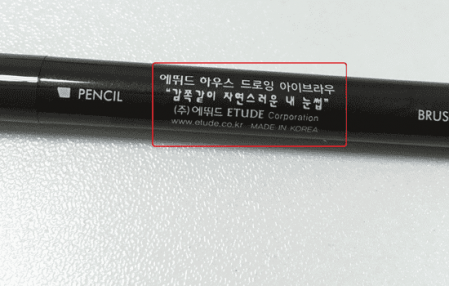 PENCIL
에뛰드 하우스 드로잉 아이브라우
"감쪽같이 자연스러운 내 눈썹"
(주)에뛰드 ETUDE Corporation
www.etude.co.kr MADE IN KOREA
BRUS